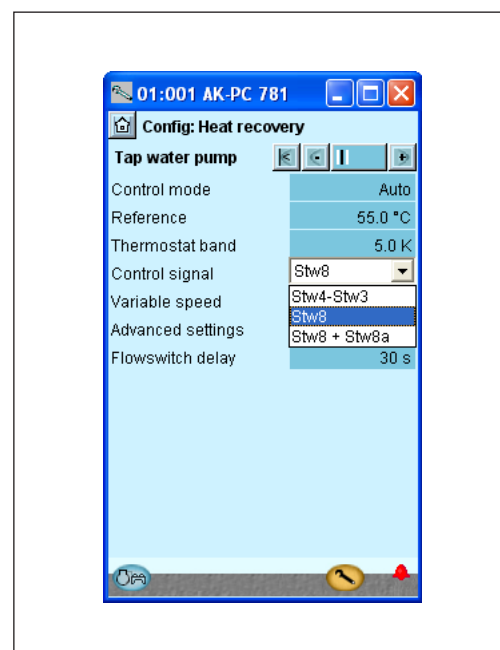 01:001 AK-PC 781
Config: Heat recovery
Tap water pump
Control mode Auto
Reference 55.0 °C
Thermostat band 5.0 K
Control signal Stw8
Variable speed Stw4-Stw3
Stw8
Advanced settings Stw8 + Stw8a
Flowswitch delay 30 s